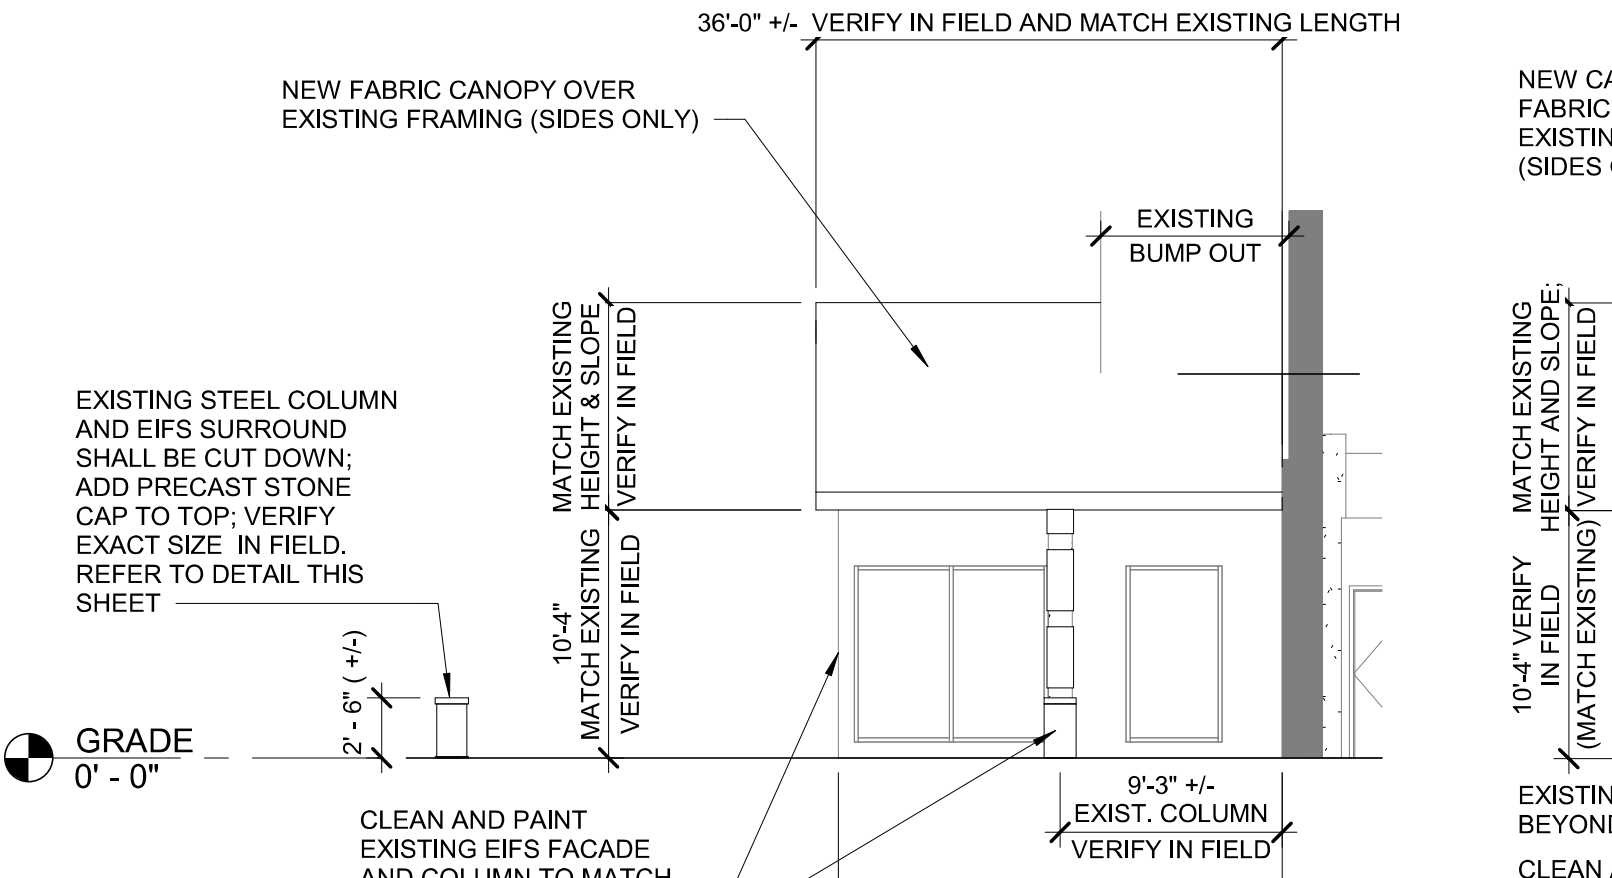 36'-0" +/-  VERIFY IN FIELD AND MATCH EXISTING LENGTH
NEW FABRIC CANOPY OVER
EXISTING FRAMING (SIDES ONLY)
NEW CA
FABRIC
EXISTIN
(SIDES
EXISTING
BUMP OUT
MATCH EXISTING
HEIGHT & SLOPE
VERIFY IN FIELD
MATCH EXISTING
HEIGHT AND SLOPE;
VERIFY IN FIELD
EXISTING STEEL COLUMN
AND EIFS SURROUND
SHALL BE CUT DOWN;
ADD PRECAST STONE
CAP TO TOP; VERIFY
EXACT SIZE  IN FIELD.
REFER TO DETAIL THIS
SHEET
2' - 6" ( +/-)
10'-4"
MATCH EXISTING
VERIFY IN FIELD
10'-4" VERIFY
IN FIELD
(MATCH EXISTING)
GRADE
0' - 0"
9'-3" +/-
EXIST. COLUMN
VERIFY IN FIELD
CLEAN AND PAINT
EXISTING EIFS FACADE
AND COLUMN TO MATCH
EXISTIN
BEYOND
CLEAN